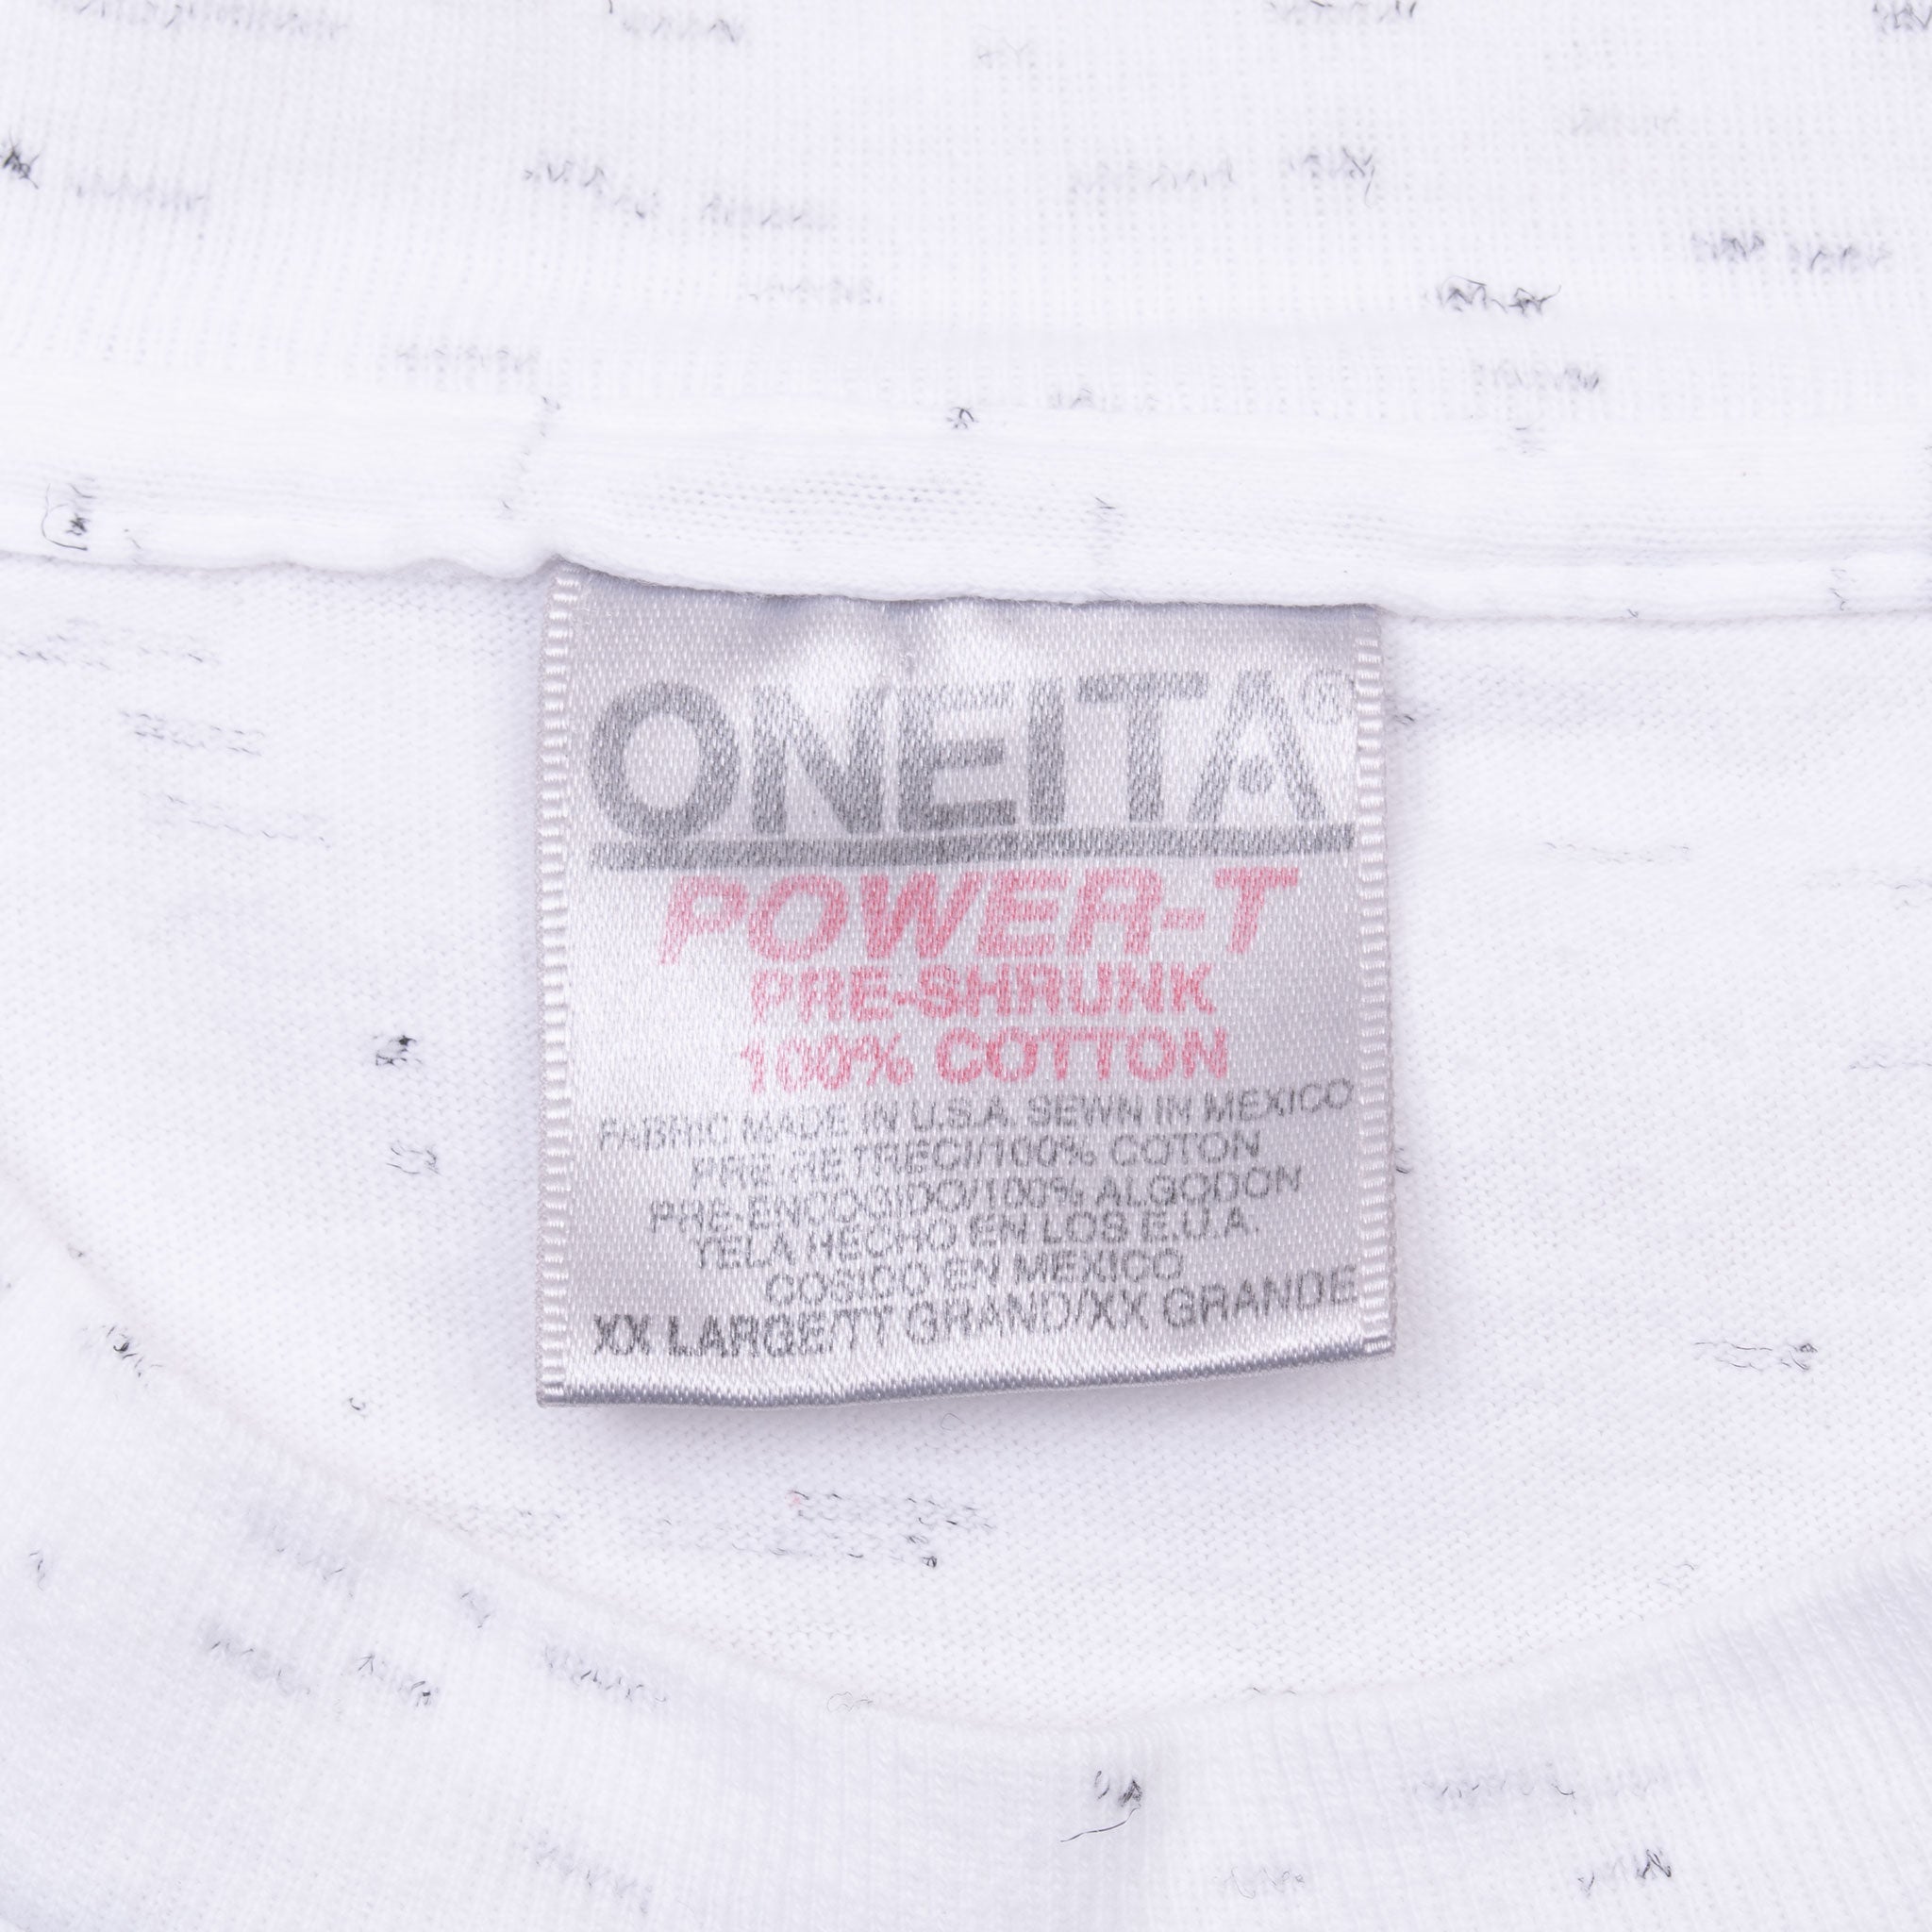 ONEITA®
POWER-T
PRE-SHRUNK
100% COTTON
FABRIC MADE IN U.S.A. SEWN IN MEXICO
PRE-RETRECI/100% COTON
PRE-ENCOGIDO/100% ALGODON
TELA HECHO EN LOS E.U.A.
COSICO EN MEXICO
XX LARGE/TT GRAND/XX GRANDE